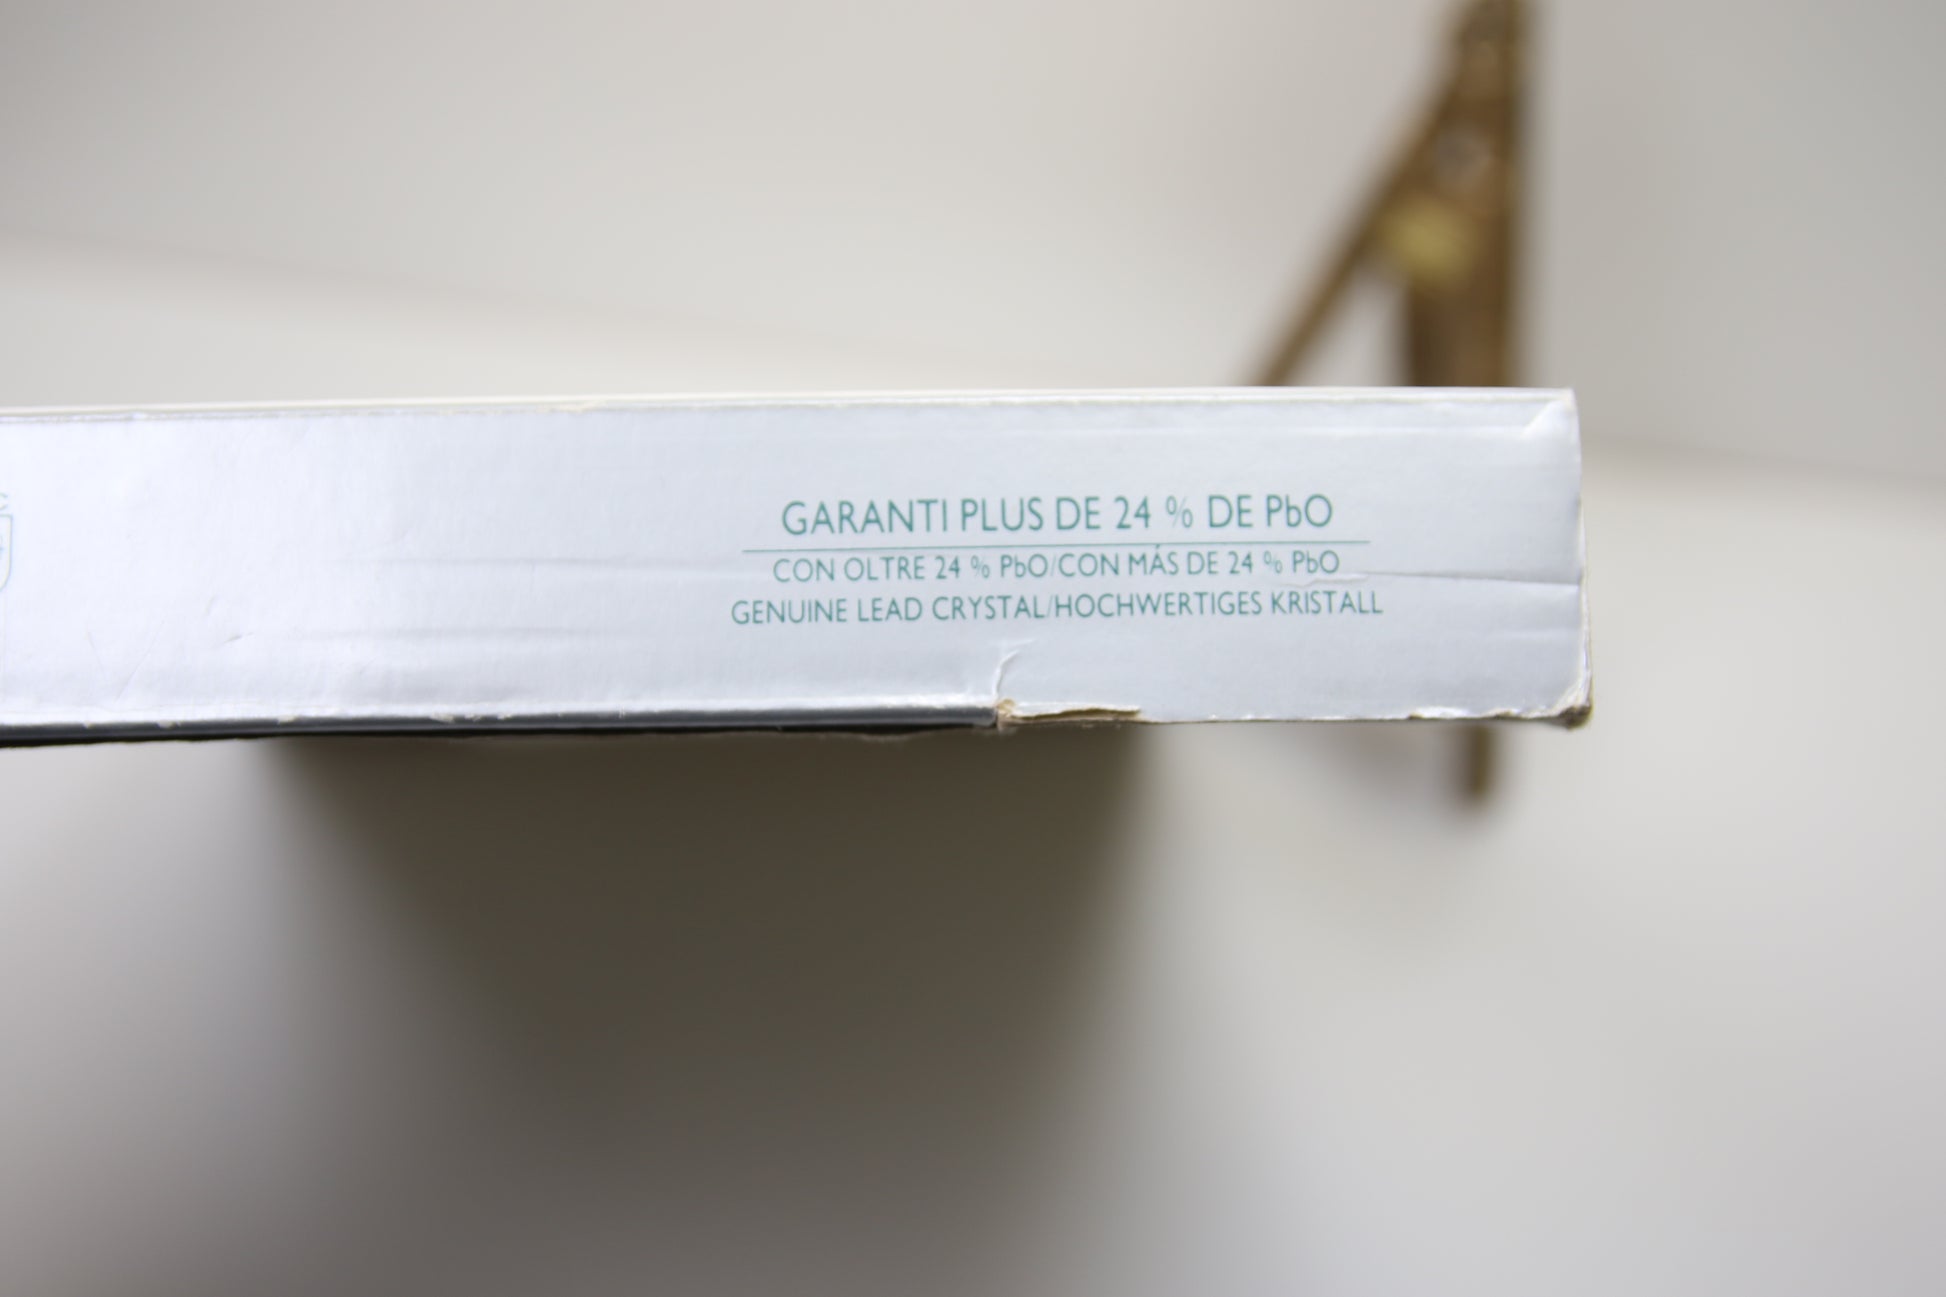 GARANTI PLUS DE 24 % DE PbO
CON OLTRE 24 % PbO/CON MÁS DE 24 % PbO
GENUINE LEAD CRYSTAL/HOCHWERTIGES KRISTALL